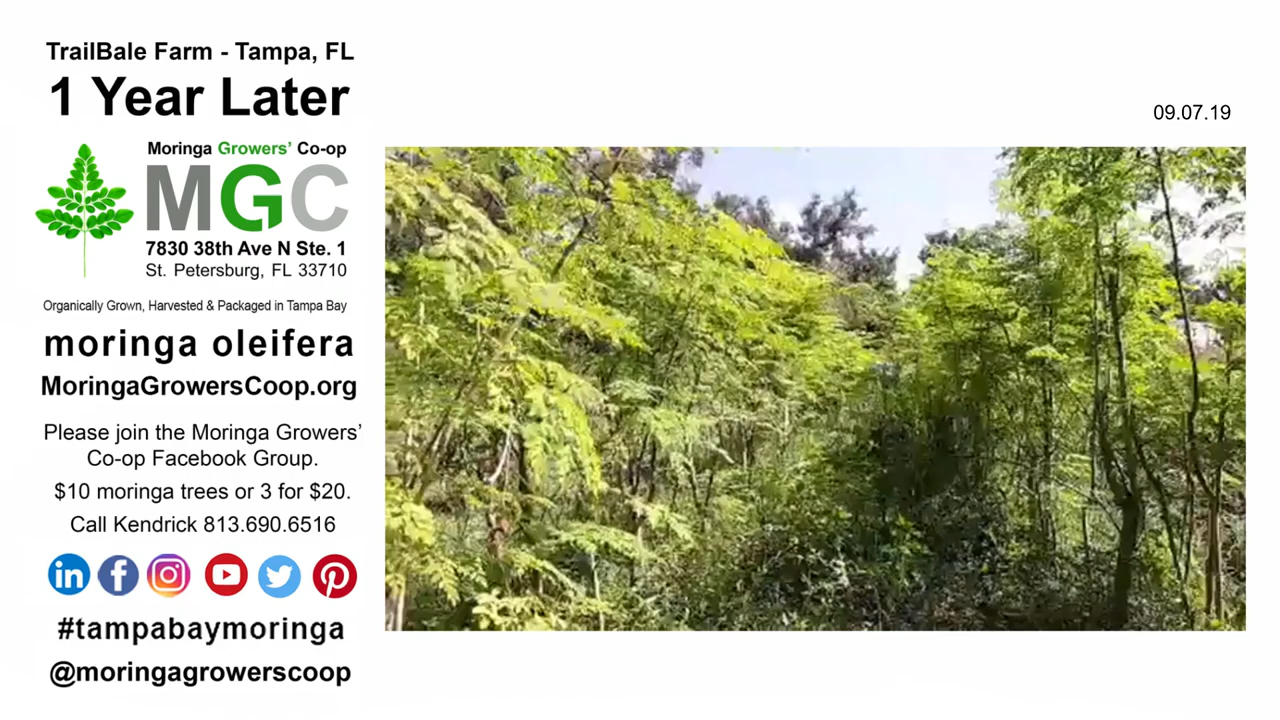 TrailBale Farm - Tampa, FL
1 Year Later
Moringa Growers' Co-op
MGC
7830 38th Ave N Ste. 1
St. Petersburg, FL 33710
Organically Grown, Harvested & Packaged in Tampa Bay
moringa oleifera
MoringaGrowersCoop.org
Please join the Moringa Growers'
Co-op Facebook Group.
$10 moringa trees or 3 for $20.
Call Kendrick 813.690.6516
#tampabaymoringa
@moringagrowerscoop
09.07.19